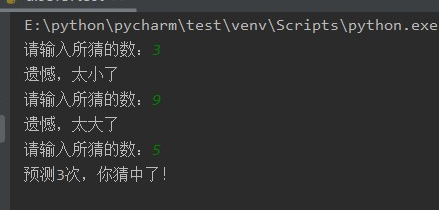 E:\python\pycharm\test\venv\Scripts\python.exe
请输入所猜的数：3
遗憾，太小了
请输入所猜的数：9
遗憾，太大了
请输入所猜的数：5
预测3次，你猜中了！